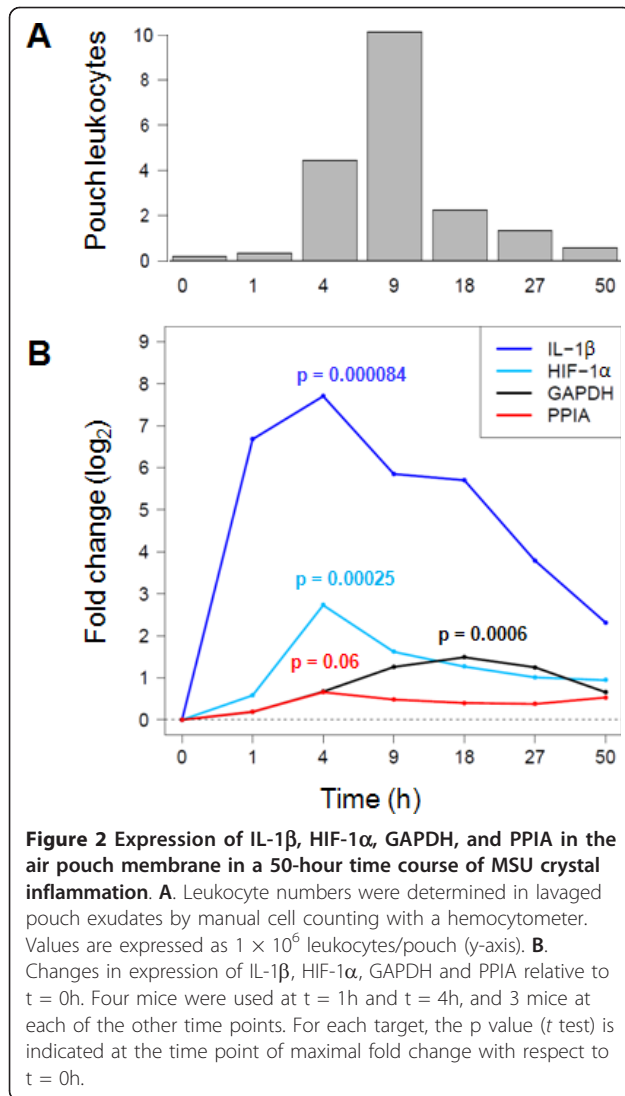 A
Pouch leukocytes
10
8
6
4
2
0
0 1 4 9 18 27 50
B
Fold change (log2)
9
8
7
6
5
4
3
2
1
0
IL−1β
HIF−1α
GAPDH
PPIA
p = 0.000084
p = 0.00025
p = 0.0006
p = 0.06
0 1 4 9 18 27 50
Time (h)
Figure 2 Expression of IL-1β, HIF-1α, GAPDH, and PPIA in the
air pouch membrane in a 50-hour time course of MSU crystal
inflammation. A. Leukocyte numbers were determined in lavaged
pouch exudates by manual cell counting with a hemocytometer.
Values are expressed as 1 × 10⁶ leukocytes/pouch (y-axis). B.
Changes in expression of IL-1β, HIF-1α, GAPDH and PPIA relative to
t = 0h. Four mice were used at t = 1h and t = 4h, and 3 mice at
each of the other time points. For each target, the p value (t test) is
indicated at the time point of maximal fold change with respect to
t = 0h.